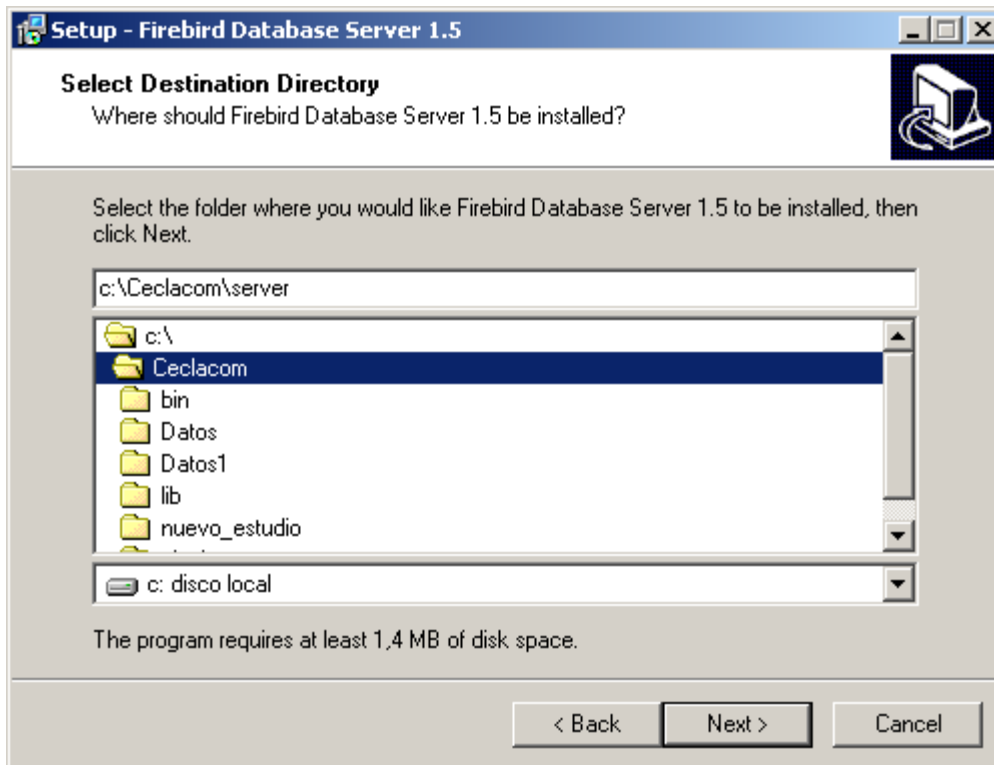 Setup - Firebird Database Server 1.5
Select Destination Directory
Where should Firebird Database Server 1.5 be installed?
Select the folder where you would like Firebird Database Server 1.5 to be installed, then
click Next.
c:\Ceclacom\server
c:\
Ceclacom
bin
Datos
Datos1
lib
nuevo_estudio
c: disco local
The program requires at least 1,4 MB of disk space.
< Back
Next >
Cancel